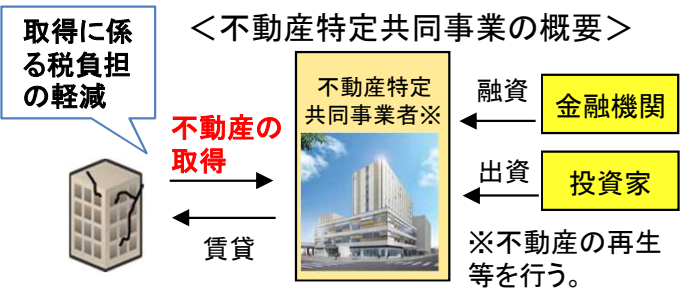 ＜不動産特定共同事業の概要＞
取得に係
る税負担
の軽減
不動産の
取得
賃貸
不動産特定
共同事業者※
融資
金融機関
出資
投資家
※不動産の再生
等を行う。